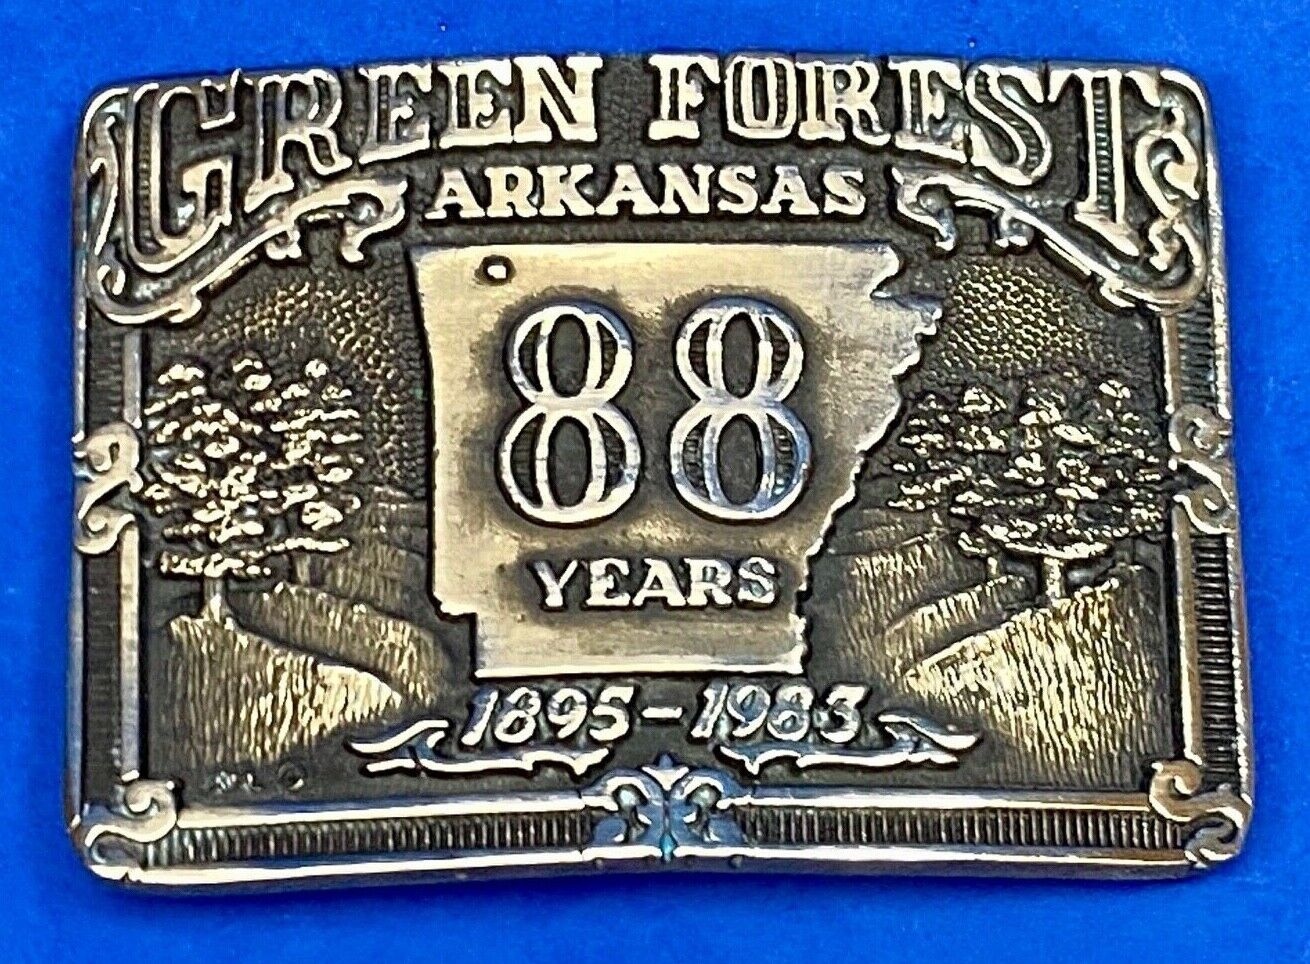 GREEN FOREST
ARKANSAS
88
YEARS
1895-1983